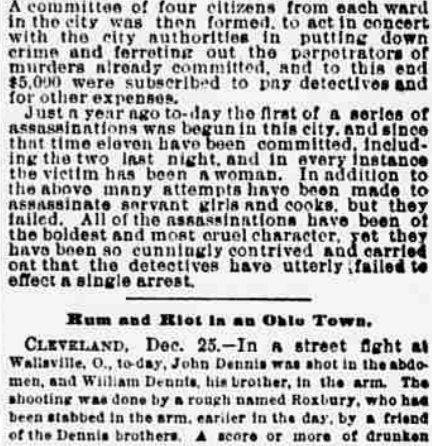 A committee of four citizens from each ward
in the city was then formed, to act in concert
with the city authorities in putting down
crime and ferreting out the perpetrators of
murders already committed, and to this end
$5,000 were subscribed to pay detectives and
for other expenses.
Just a year ago to-day the first of a series of
assassinations was begun in this city, and since
that time eleven have been committed, includ-
ing the two last night, and in every instance
the victim has been a woman. In addition to
the above many attempts have been made to
assassinate servant girls and cooks, but they
failed. All of the assassinations have been of
the boldest and most cruel character, yet they
have been so cunningly contrived and carried
oat that the detectives have utterly failed to
effect a single arrest.
Rum and Riot in an Ohio Town.
CLEVELAND, Dec. 25.—In a street fight at
Wallsville, O., to-day, John Dennis was shot in the abdo-
men, and William Dennis, his brother, in the arm. The
shooting was done by a rough named Roxbury, who had
been stabbed in the arm, earlier in the day, by a friend
of the Dennis brothers. A score or more of drunken